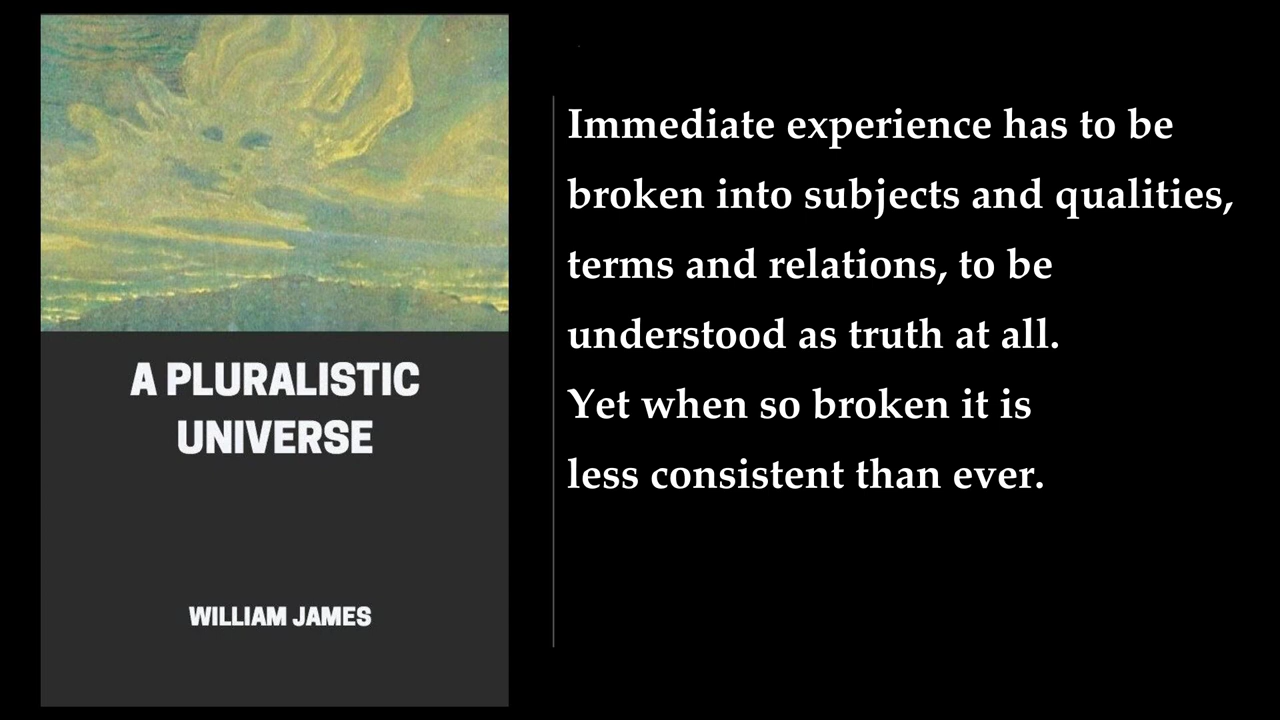 A PLURALISTIC
UNIVERSE
WILLIAM JAMES
Immediate experience has to be
broken into subjects and qualities,
terms and relations, to be
understood as truth at all.
Yet when so broken it is
less consistent than ever.